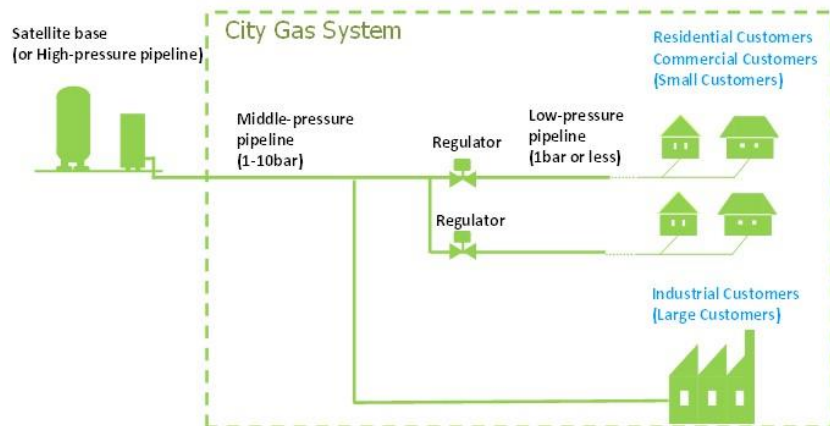 City Gas System
Satellite base
(or High-pressure pipeline)
Residential Customers
Commercial Customers
(Small Customers)
Middle-pressure
pipeline
(1-10bar)
Regulator
Low-pressure
pipeline
(1bar or less)
Regulator
Industrial Customers
(Large Customers)